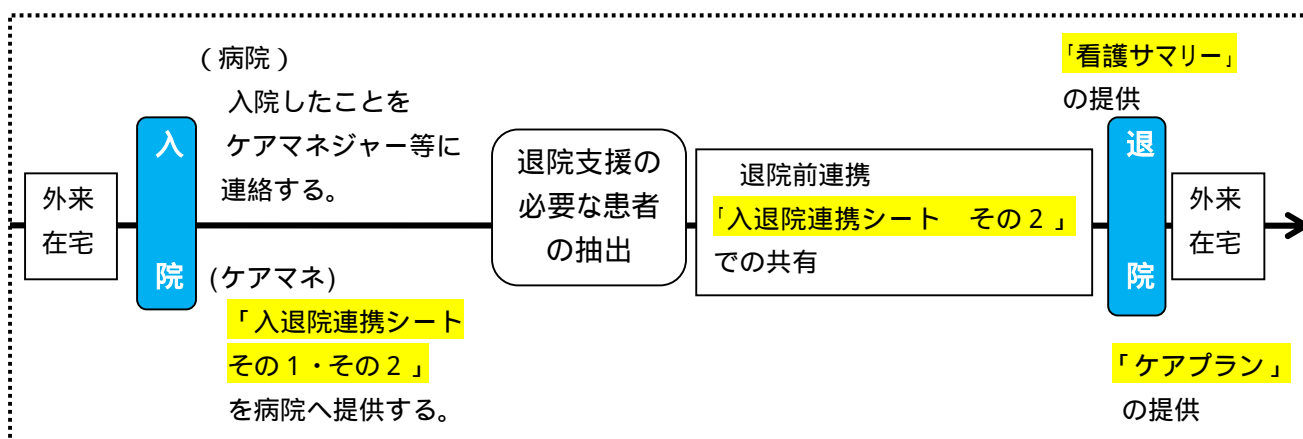 外来
在宅
入
院
(病院)
入院したことを
ケアマネジャー等に
連絡する。
(ケアマネ)
「入退院連携シート
その1・その2」
を病院へ提供する。
退院支援の
必要な患者
の抽出
退院前連携
「入退院連携シート その2」
での共有
「看護サマリー」
の提供
退
院
「ケアプラン」
の提供
外来
在宅